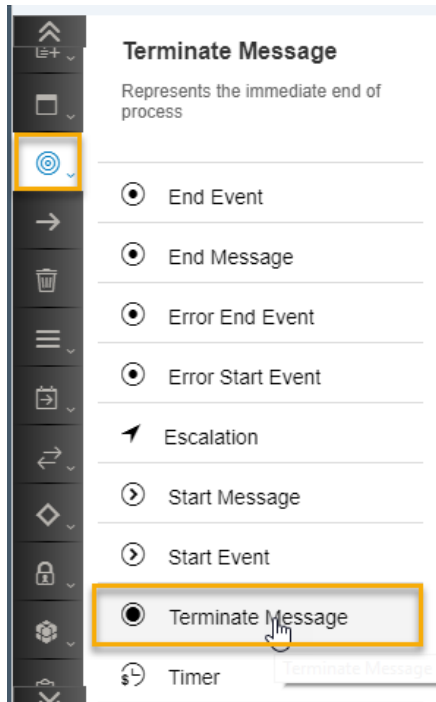 Terminate Message
Represents the immediate end of
process
End Event
End Message
Error End Event
Error Start Event
Escalation
Start Message
Start Event
Terminate Message
Terminate Message
Timer